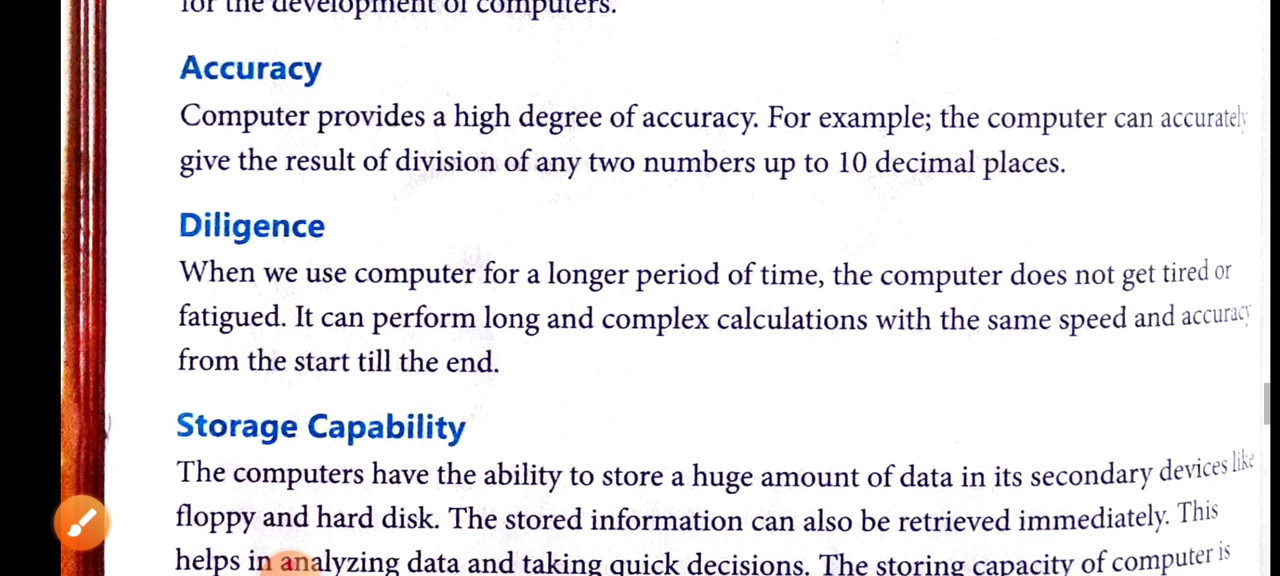 for the development of computers.
Accuracy
Computer provides a high degree of accuracy. For example; the computer can accurately
give the result of division of any two numbers up to 10 decimal places.
Diligence
When we use computer for a longer period of time, the computer does not get tired or
fatigued. It can perform long and complex calculations with the same speed and accuracy
from the start till the end.
Storage Capability
The computers have the ability to store a huge amount of data in its secondary devices like
floppy and hard disk. The stored information can also be retrieved immediately. This
helps in analyzing data and taking quick decisions. The storing capacity of computer is